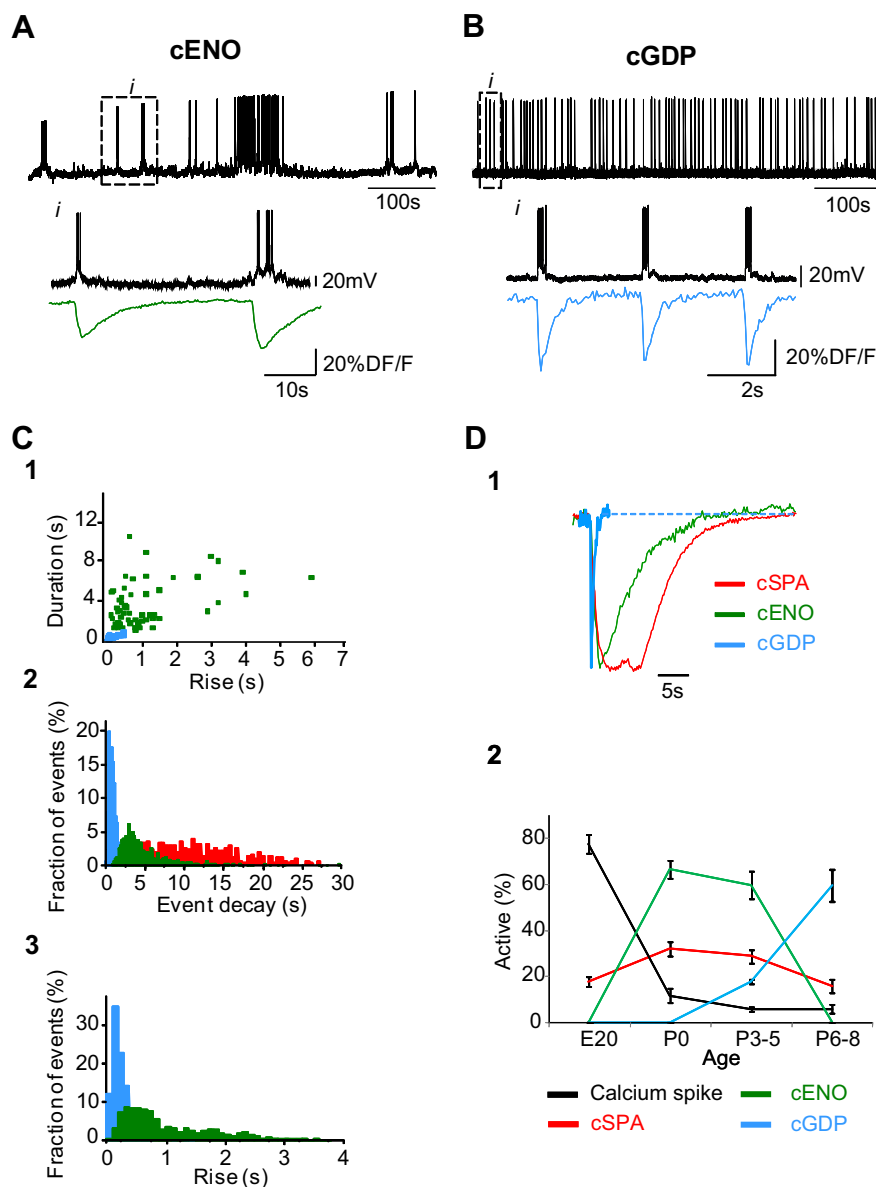 A
cENO
i
100s
i
20mV
20%DF/F
10s
B
cGDP
i
100s
i
20mV
20%DF/F
2s
C
1
Duration (s)
12
8
4
0
0 1 2 3 4 5 6 7
Rise (s)
2
Fraction of events (%)
20
15
10
5
0
0 5 10 15 20 25 30
Event decay (s)
3
Fraction of events (%)
30
20
10
0
0 1 2 3 4
Rise (s)
D
1
cSPA
cENO
cGDP
5s
2
Active (%)
80
60
40
20
0
E20 P0 P3-5 P6-8
Age
Calcium spike
cENO
cSPA
cGDP